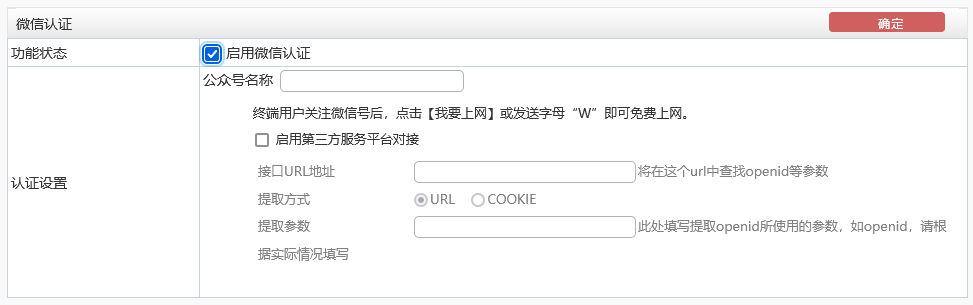 微信认证 确定
功能状态 启用微信认证
公众号名称
终端用户关注微信号后，点击【我要上网】或发送字母“W”即可免费上网。
启用第三方服务平台对接
接口URL地址 将在这个url中查找openid等参数
认证设置
提取方式 URL COOKIE
提取参数 此处填写提取openid所使用的参数，如openid，请根
据实际情况填写